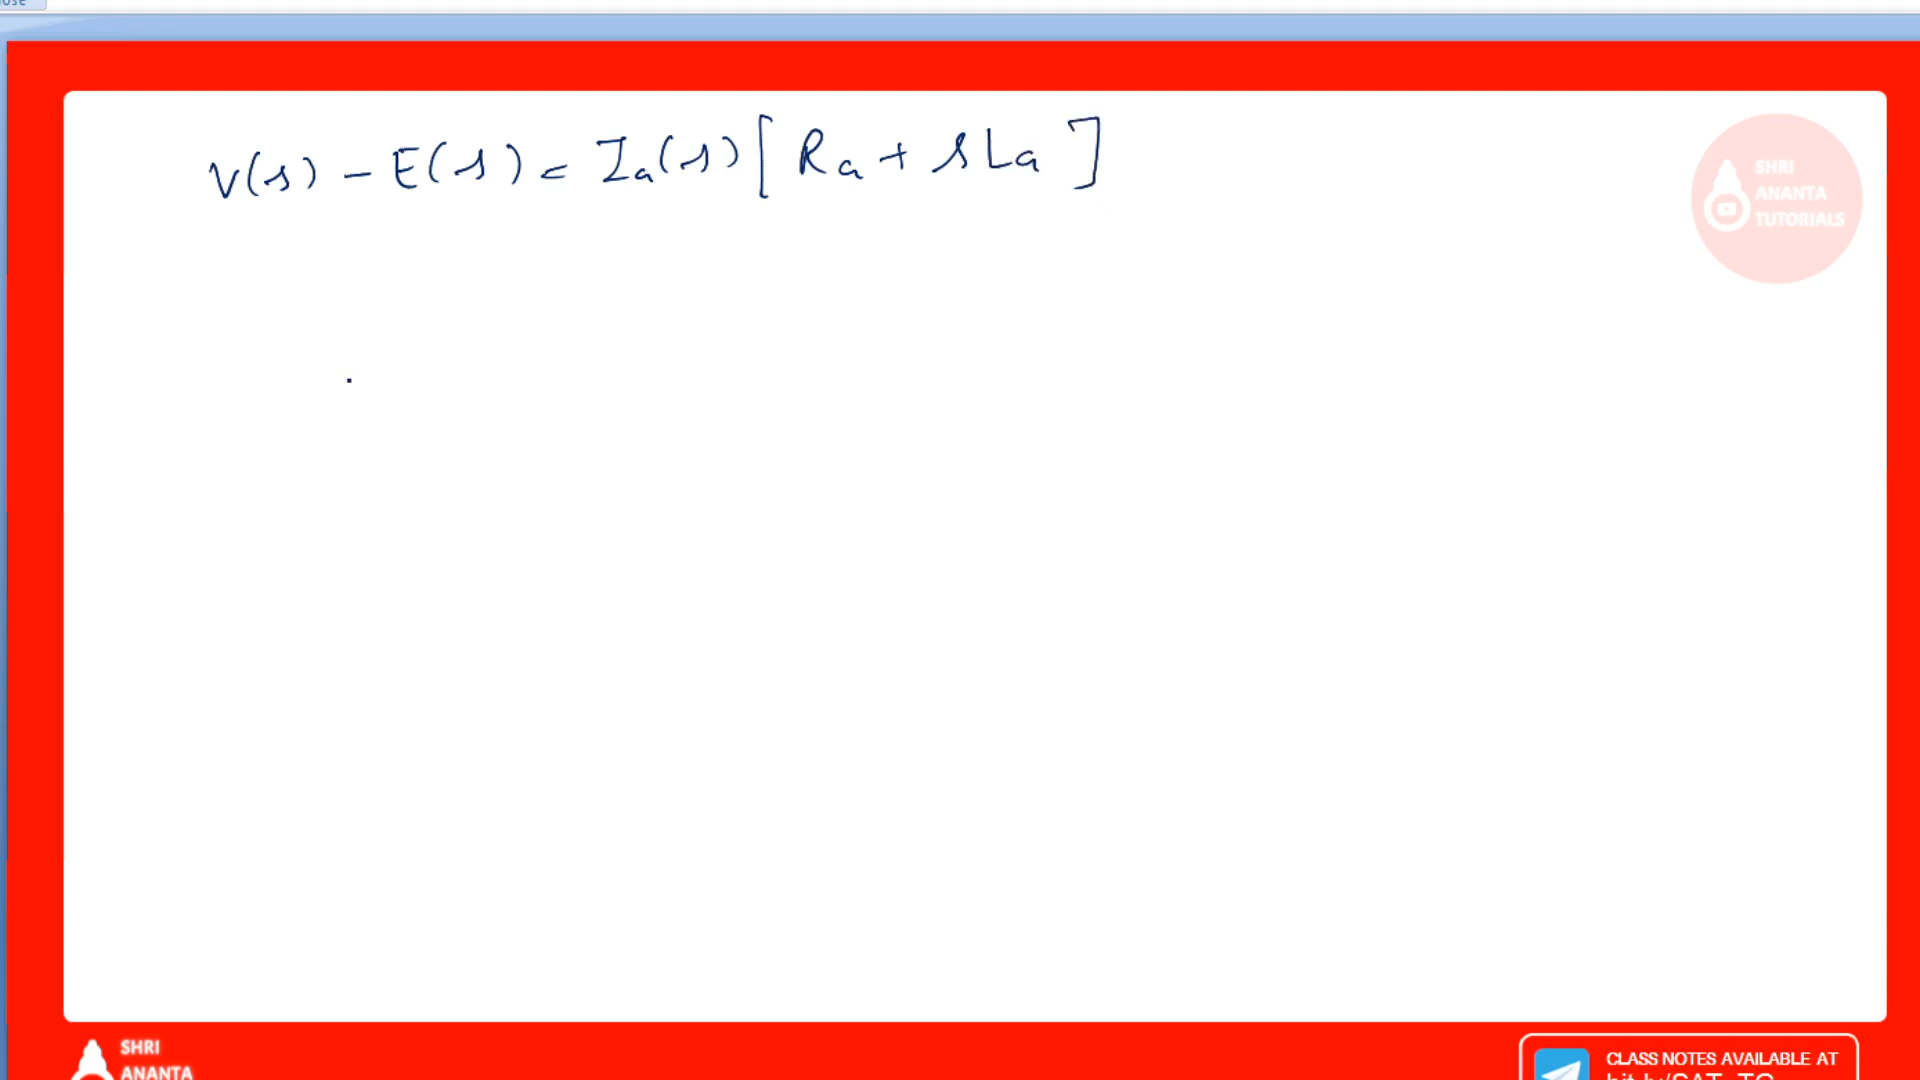 V(s) - E(s) = Ia(s) [ Ra + sLa ]
SHRI
ANANTA
TUTORIALS
SHRI
ANANTA
CLASS NOTES AVAILABLE AT